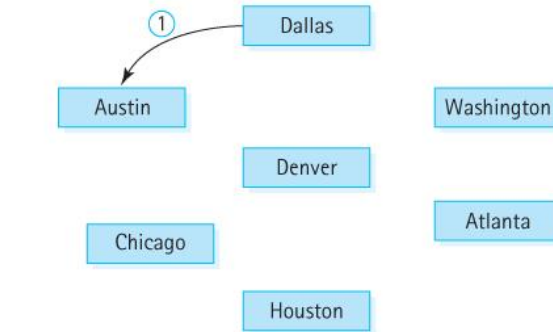 1
Dallas
Austin
Washington
Denver
Atlanta
Chicago
Houston